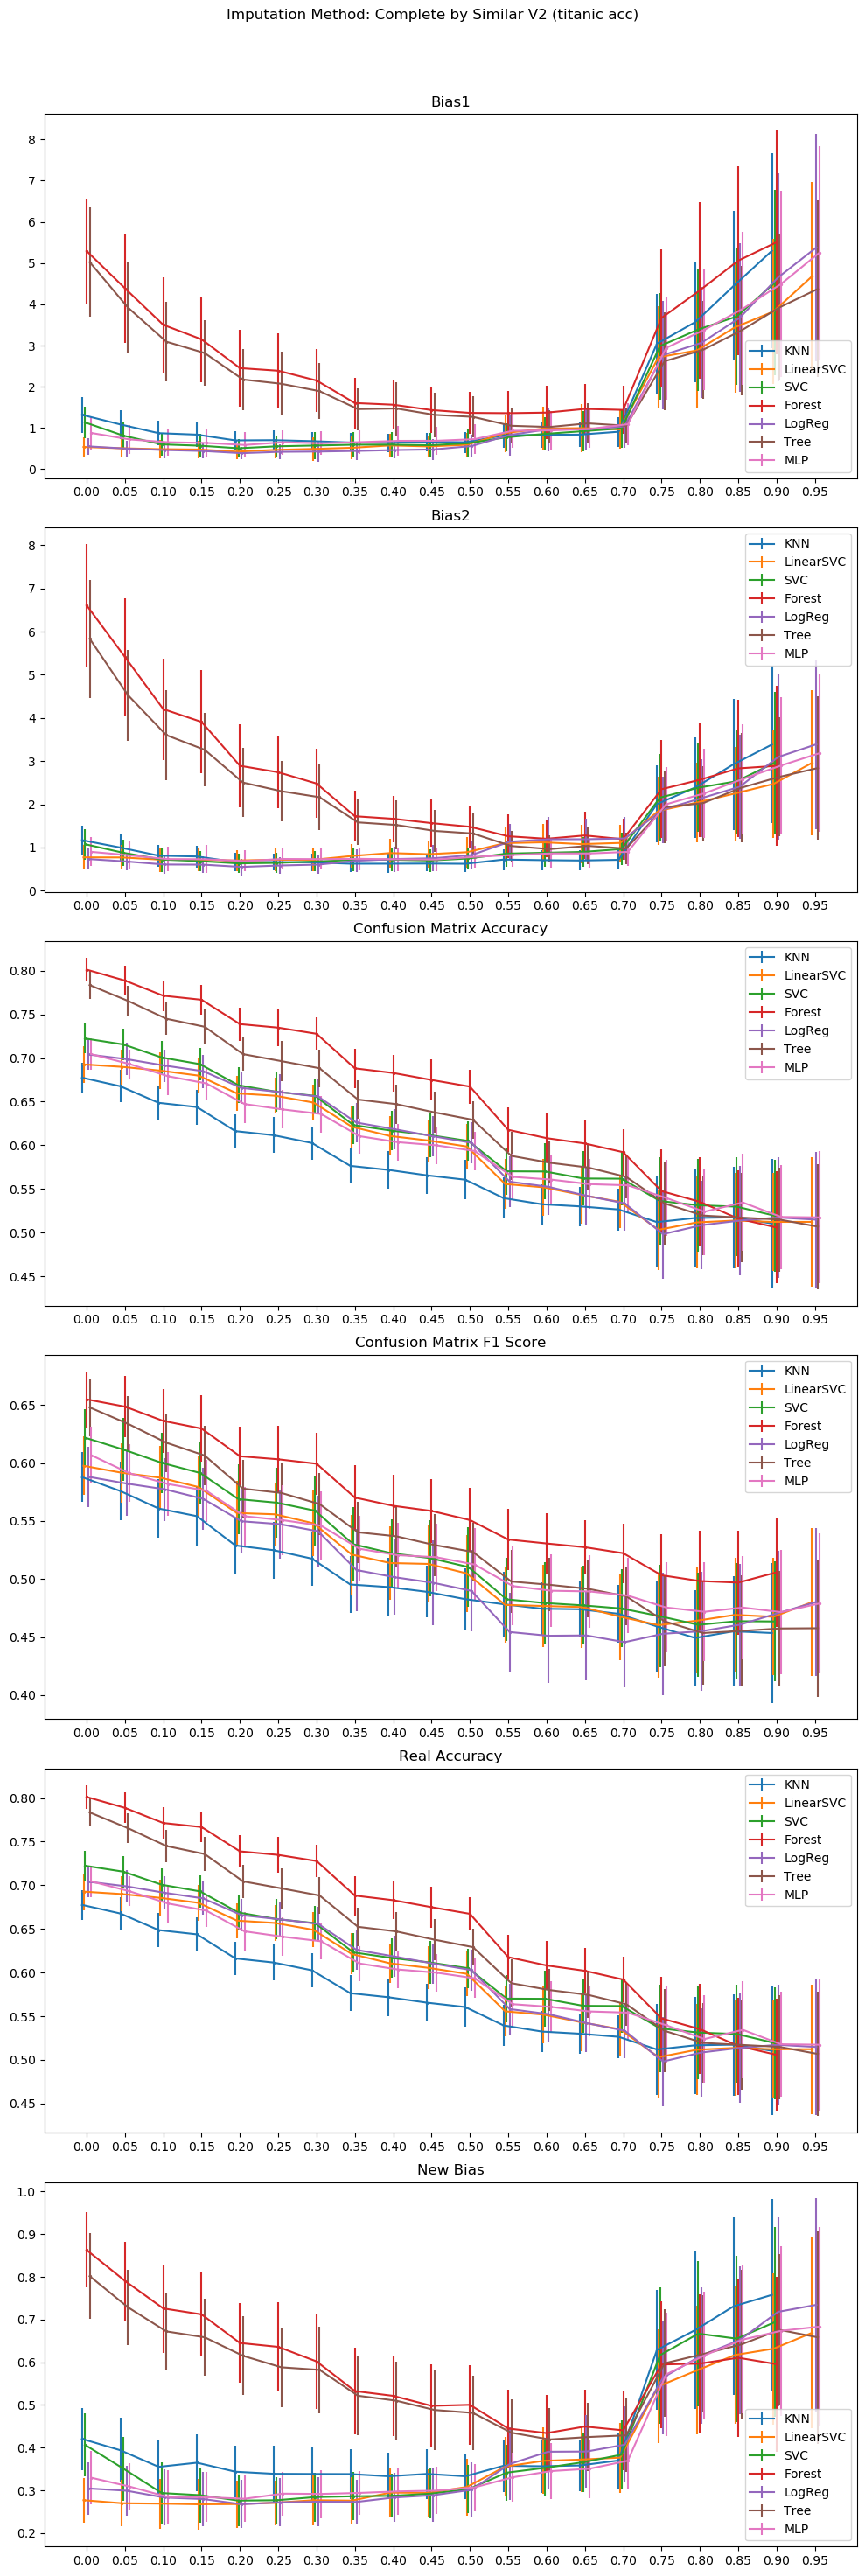 Imputation Method: Complete by Similar V2 (titanic acc)
Bias1
8
7
6
5
4
3
2
1
0
KNN
LinearSVC
SVC
Forest
LogReg
Tree
MLP
0.00 0.05 0.10 0.15 0.20 0.25 0.30 0.35 0.40 0.45 0.50 0.55 0.60 0.65 0.70 0.75 0.80 0.85 0.90 0.95
Bias2
8
7
6
5
4
3
2
1
0
KNN
LinearSVC
SVC
Forest
LogReg
Tree
MLP
0.00 0.05 0.10 0.15 0.20 0.25 0.30 0.35 0.40 0.45 0.50 0.55 0.60 0.65 0.70 0.75 0.80 0.85 0.90 0.95
Confusion Matrix Accuracy
0.80
0.75
0.70
0.65
0.60
0.55
0.50
0.45
KNN
LinearSVC
SVC
Forest
LogReg
Tree
MLP
0.00 0.05 0.10 0.15 0.20 0.25 0.30 0.35 0.40 0.45 0.50 0.55 0.60 0.65 0.70 0.75 0.80 0.85 0.90 0.95
Confusion Matrix F1 Score
0.65
0.60
0.55
0.50
0.45
0.40
KNN
LinearSVC
SVC
Forest
LogReg
Tree
MLP
0.00 0.05 0.10 0.15 0.20 0.25 0.30 0.35 0.40 0.45 0.50 0.55 0.60 0.65 0.70 0.75 0.80 0.85 0.90 0.95
Real Accuracy
0.80
0.75
0.70
0.65
0.60
0.55
0.50
0.45
KNN
LinearSVC
SVC
Forest
LogReg
Tree
MLP
0.00 0.05 0.10 0.15 0.20 0.25 0.30 0.35 0.40 0.45 0.50 0.55 0.60 0.65 0.70 0.75 0.80 0.85 0.90 0.95
New Bias
1.0
0.9
0.8
0.7
0.6
0.5
0.4
0.3
0.2
KNN
LinearSVC
SVC
Forest
LogReg
Tree
MLP
0.00 0.05 0.10 0.15 0.20 0.25 0.30 0.35 0.40 0.45 0.50 0.55 0.60 0.65 0.70 0.75 0.80 0.85 0.90 0.95